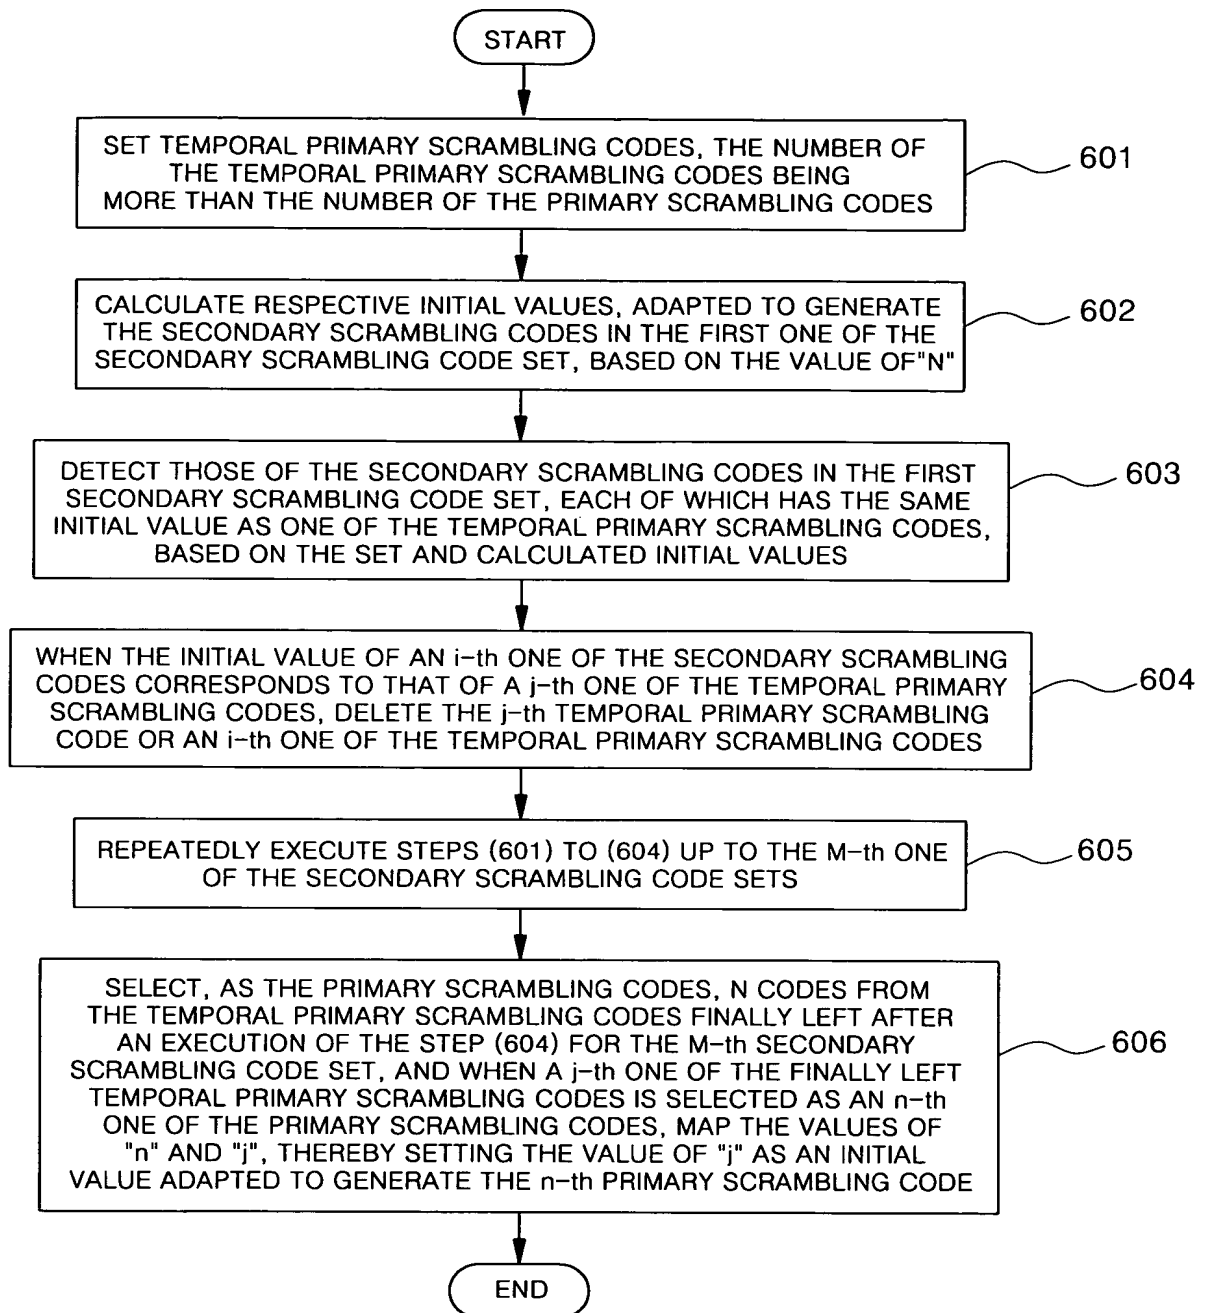 START
SET TEMPORAL PRIMARY SCRAMBLING CODES, THE NUMBER OF
THE TEMPORAL PRIMARY SCRAMBLING CODES BEING
MORE THAN THE NUMBER OF THE PRIMARY SCRAMBLING CODES
601
CALCULATE RESPECTIVE INITIAL VALUES, ADAPTED TO GENERATE
THE SECONDARY SCRAMBLING CODES IN THE FIRST ONE OF THE
SECONDARY SCRAMBLING CODE SET, BASED ON THE VALUE OF"N"
602
DETECT THOSE OF THE SECONDARY SCRAMBLING CODES IN THE FIRST
SECONDARY SCRAMBLING CODE SET, EACH OF WHICH HAS THE SAME
INITIAL VALUE AS ONE OF THE TEMPORAL PRIMARY SCRAMBLING CODES,
BASED ON THE SET AND CALCULATED INITIAL VALUES
603
WHEN THE INITIAL VALUE OF AN i-th ONE OF THE SECONDARY SCRAMBLING
CODES CORRESPONDS TO THAT OF A j-th ONE OF THE TEMPORAL PRIMARY
SCRAMBLING CODES, DELETE THE j-th TEMPORAL PRIMARY SCRAMBLING
CODE OR AN i-th ONE OF THE TEMPORAL PRIMARY SCRAMBLING CODES
604
REPEATEDLY EXECUTE STEPS (601) TO (604) UP TO THE M-th ONE
OF THE SECONDARY SCRAMBLING CODE SETS
605
SELECT, AS THE PRIMARY SCRAMBLING CODES, N CODES FROM
THE TEMPORAL PRIMARY SCRAMBLING CODES FINALLY LEFT AFTER
AN EXECUTION OF THE STEP (604) FOR THE M-th SECONDARY
SCRAMBLING CODE SET, AND WHEN A j-th ONE OF THE FINALLY LEFT
TEMPORAL PRIMARY SCRAMBLING CODES IS SELECTED AS AN n-th
ONE OF THE PRIMARY SCRAMBLING CODES, MAP THE VALUES OF
"n" AND "j", THEREBY SETTING THE VALUE OF "j" AS AN INITIAL
VALUE ADAPTED TO GENERATE THE n-th PRIMARY SCRAMBLING CODE
606
END